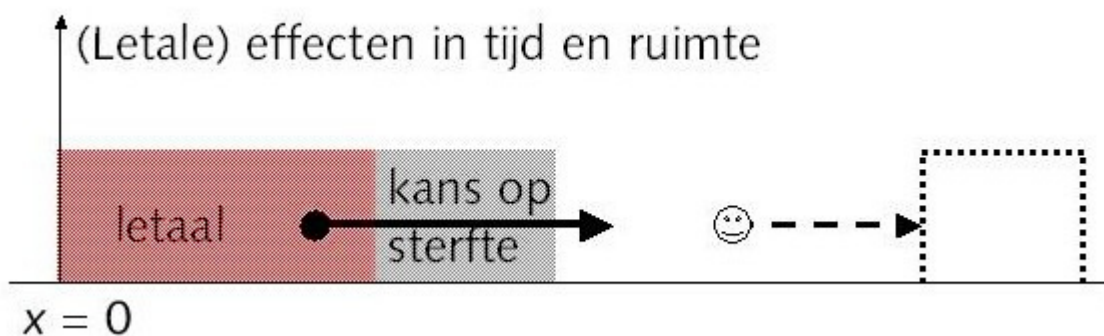 (Letale) effecten in tijd en ruimte
letaal
kans op
sterfte
x = 0